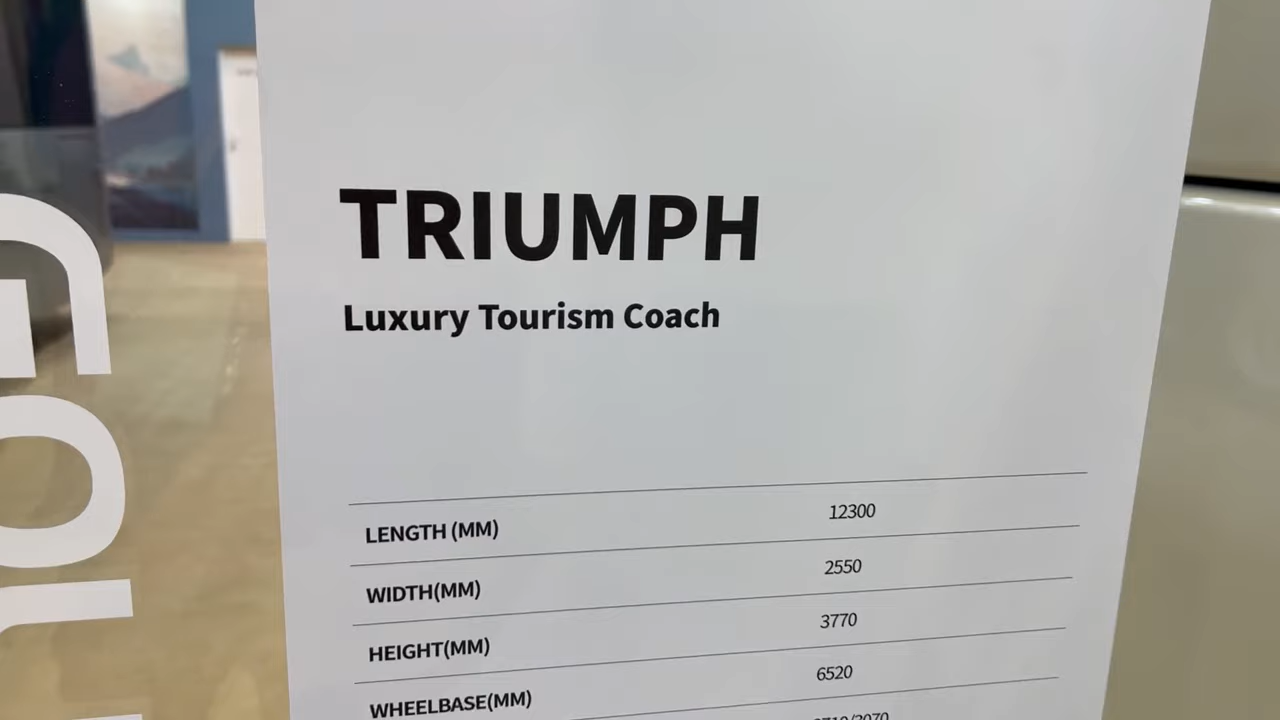 TRIUMPH
Luxury Tourism Coach
LENGTH (MM) 12300
WIDTH(MM) 2550
HEIGHT(MM) 3770
WHEELBASE(MM) 6520